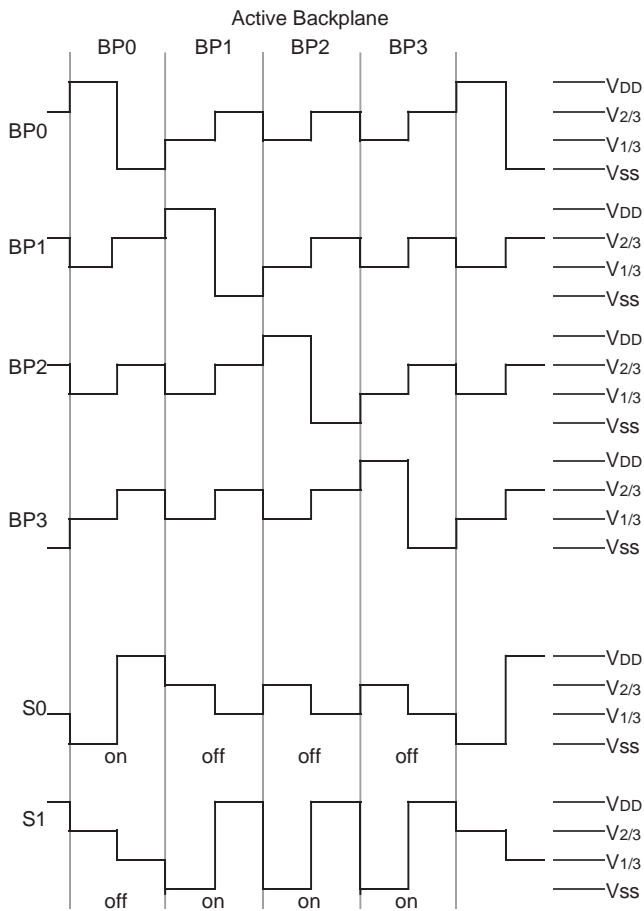 Active Backplane
BP0 BP1 BP2 BP3
VDD
V2/3
BP0
V1/3
VSS
VDD
BP1
V2/3
V1/3
VSS
VDD
BP2
V2/3
V1/3
VSS
VDD
V2/3
BP3
V1/3
VSS
VDD
V2/3
S0
V1/3
VSS
on off off off
VDD
S1
V2/3
V1/3
VSS
off on on on